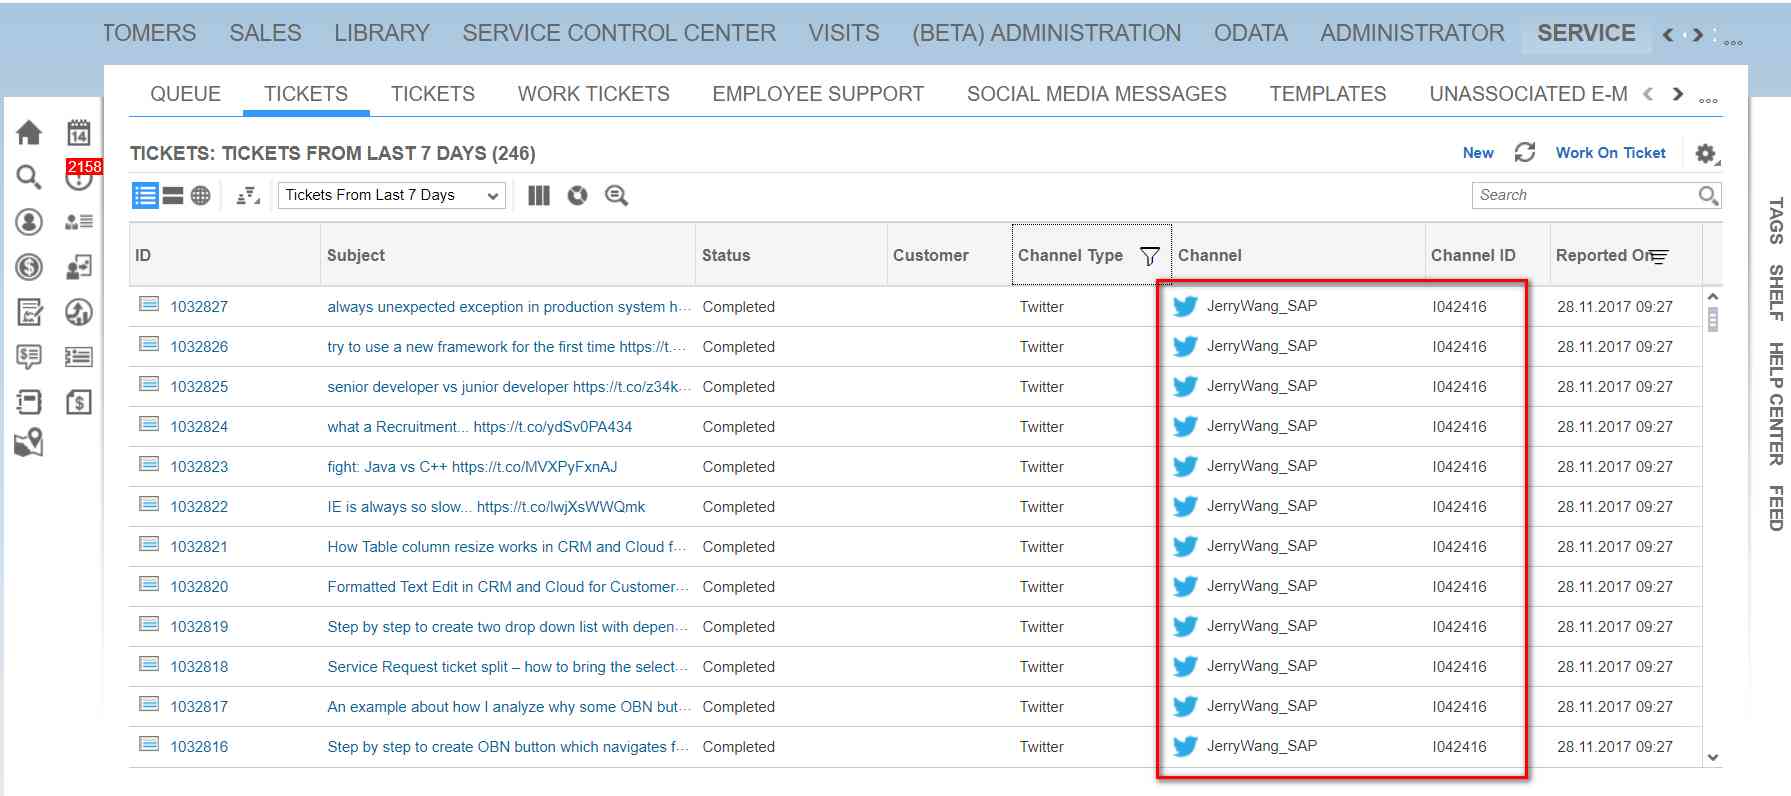 TOMERS SALES LIBRARY SERVICE CONTROL CENTER VISITS (BETA) ADMINISTRATION ODATA ADMINISTRATOR SERVICE
QUEUE TICKETS TICKETS WORK TICKETS EMPLOYEE SUPPORT SOCIAL MEDIA MESSAGES TEMPLATES UNASSOCIATED E-M
14
2158
TICKETS: TICKETS FROM LAST 7 DAYS (246) New Work On Ticket
Tickets From Last 7 Days Search
ID Subject Status Customer Channel Type Channel Channel ID Reported On
1032827 always unexpected exception in production system h... Completed Twitter JerryWang_SAP I042416 28.11.2017 09:27
1032826 try to use a new framework for the first time https://t.... Completed Twitter JerryWang_SAP I042416 28.11.2017 09:27
1032825 senior developer vs junior developer https://t.co/z34k... Completed Twitter JerryWang_SAP I042416 28.11.2017 09:27
1032824 what a Recruitment... https://t.co/ydSv0PA434 Completed Twitter JerryWang_SAP I042416 28.11.2017 09:27
1032823 fight: Java vs C++ https://t.co/MVXPyFxnAJ Completed Twitter JerryWang_SAP I042416 28.11.2017 09:27
1032822 IE is always so slow... https://t.co/lwjXsWWQmk Completed Twitter JerryWang_SAP I042416 28.11.2017 09:27
1032821 How Table column resize works in CRM and Cloud f... Completed Twitter JerryWang_SAP I042416 28.11.2017 09:27
1032820 Formatted Text Edit in CRM and Cloud for Customer... Completed Twitter JerryWang_SAP I042416 28.11.2017 09:27
1032819 Step by step to create two drop down list with depen... Completed Twitter JerryWang_SAP I042416 28.11.2017 09:27
1032818 Service Request ticket split – how to bring the select... Completed Twitter JerryWang_SAP I042416 28.11.2017 09:27
1032817 An example about how I analyze why some OBN but... Completed Twitter JerryWang_SAP I042416 28.11.2017 09:27
1032816 Step by step to create OBN button which navigates f... Completed Twitter JerryWang_SAP I042416 28.11.2017 09:27
TAGS
SHELF
HELP CENTER
FEED